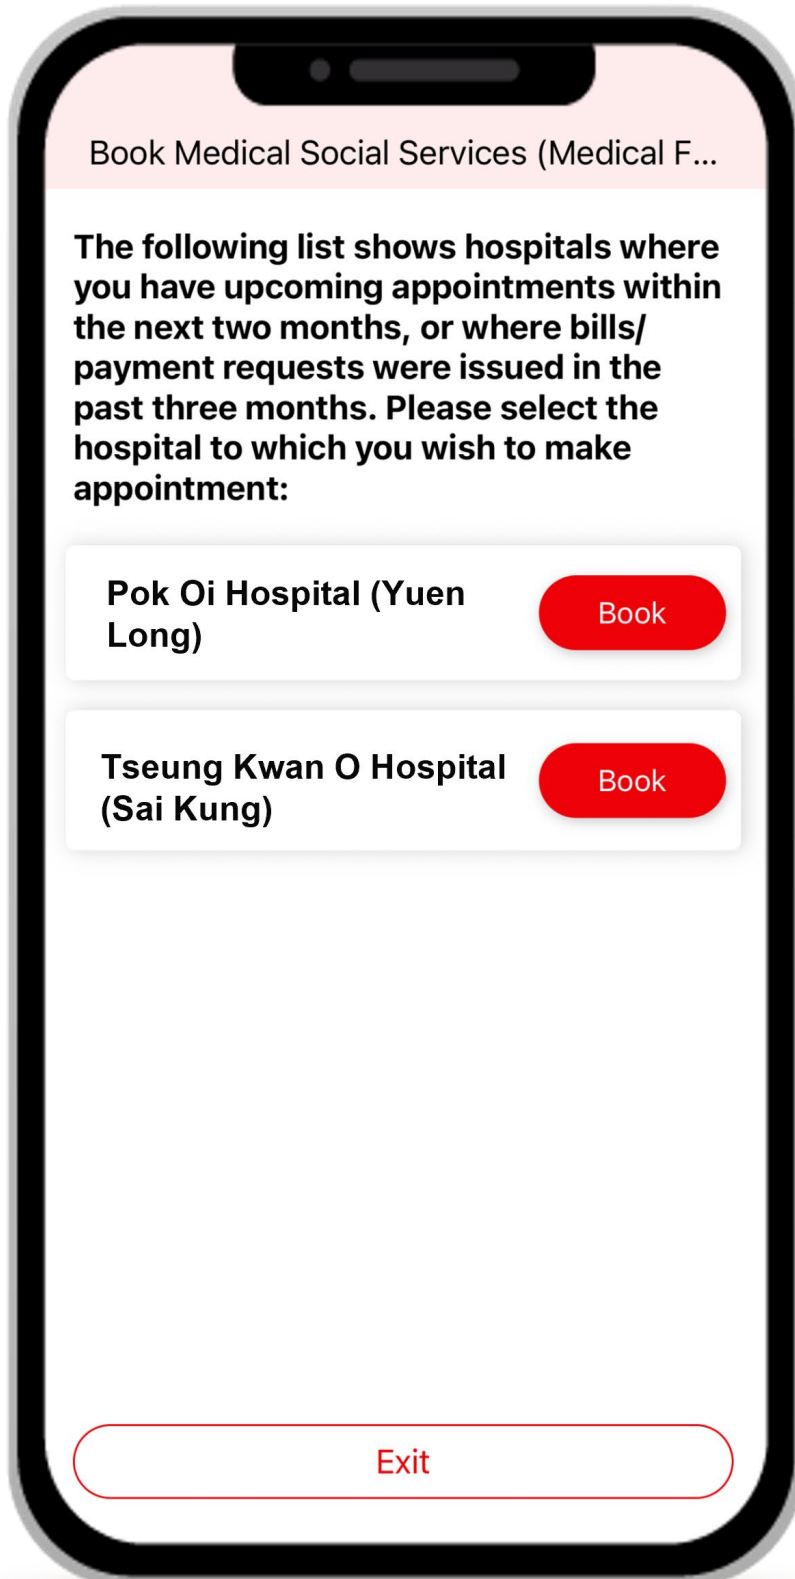 Book Medical Social Services (Medical F...
The following list shows hospitals where
you have upcoming appointments within
the next two months, or where bills/
payment requests were issued in the
past three months. Please select the
hospital to which you wish to make
appointment:
Pok Oi Hospital (Yuen
Long)
Book
Tseung Kwan O Hospital
(Sai Kung)
Book
Exit